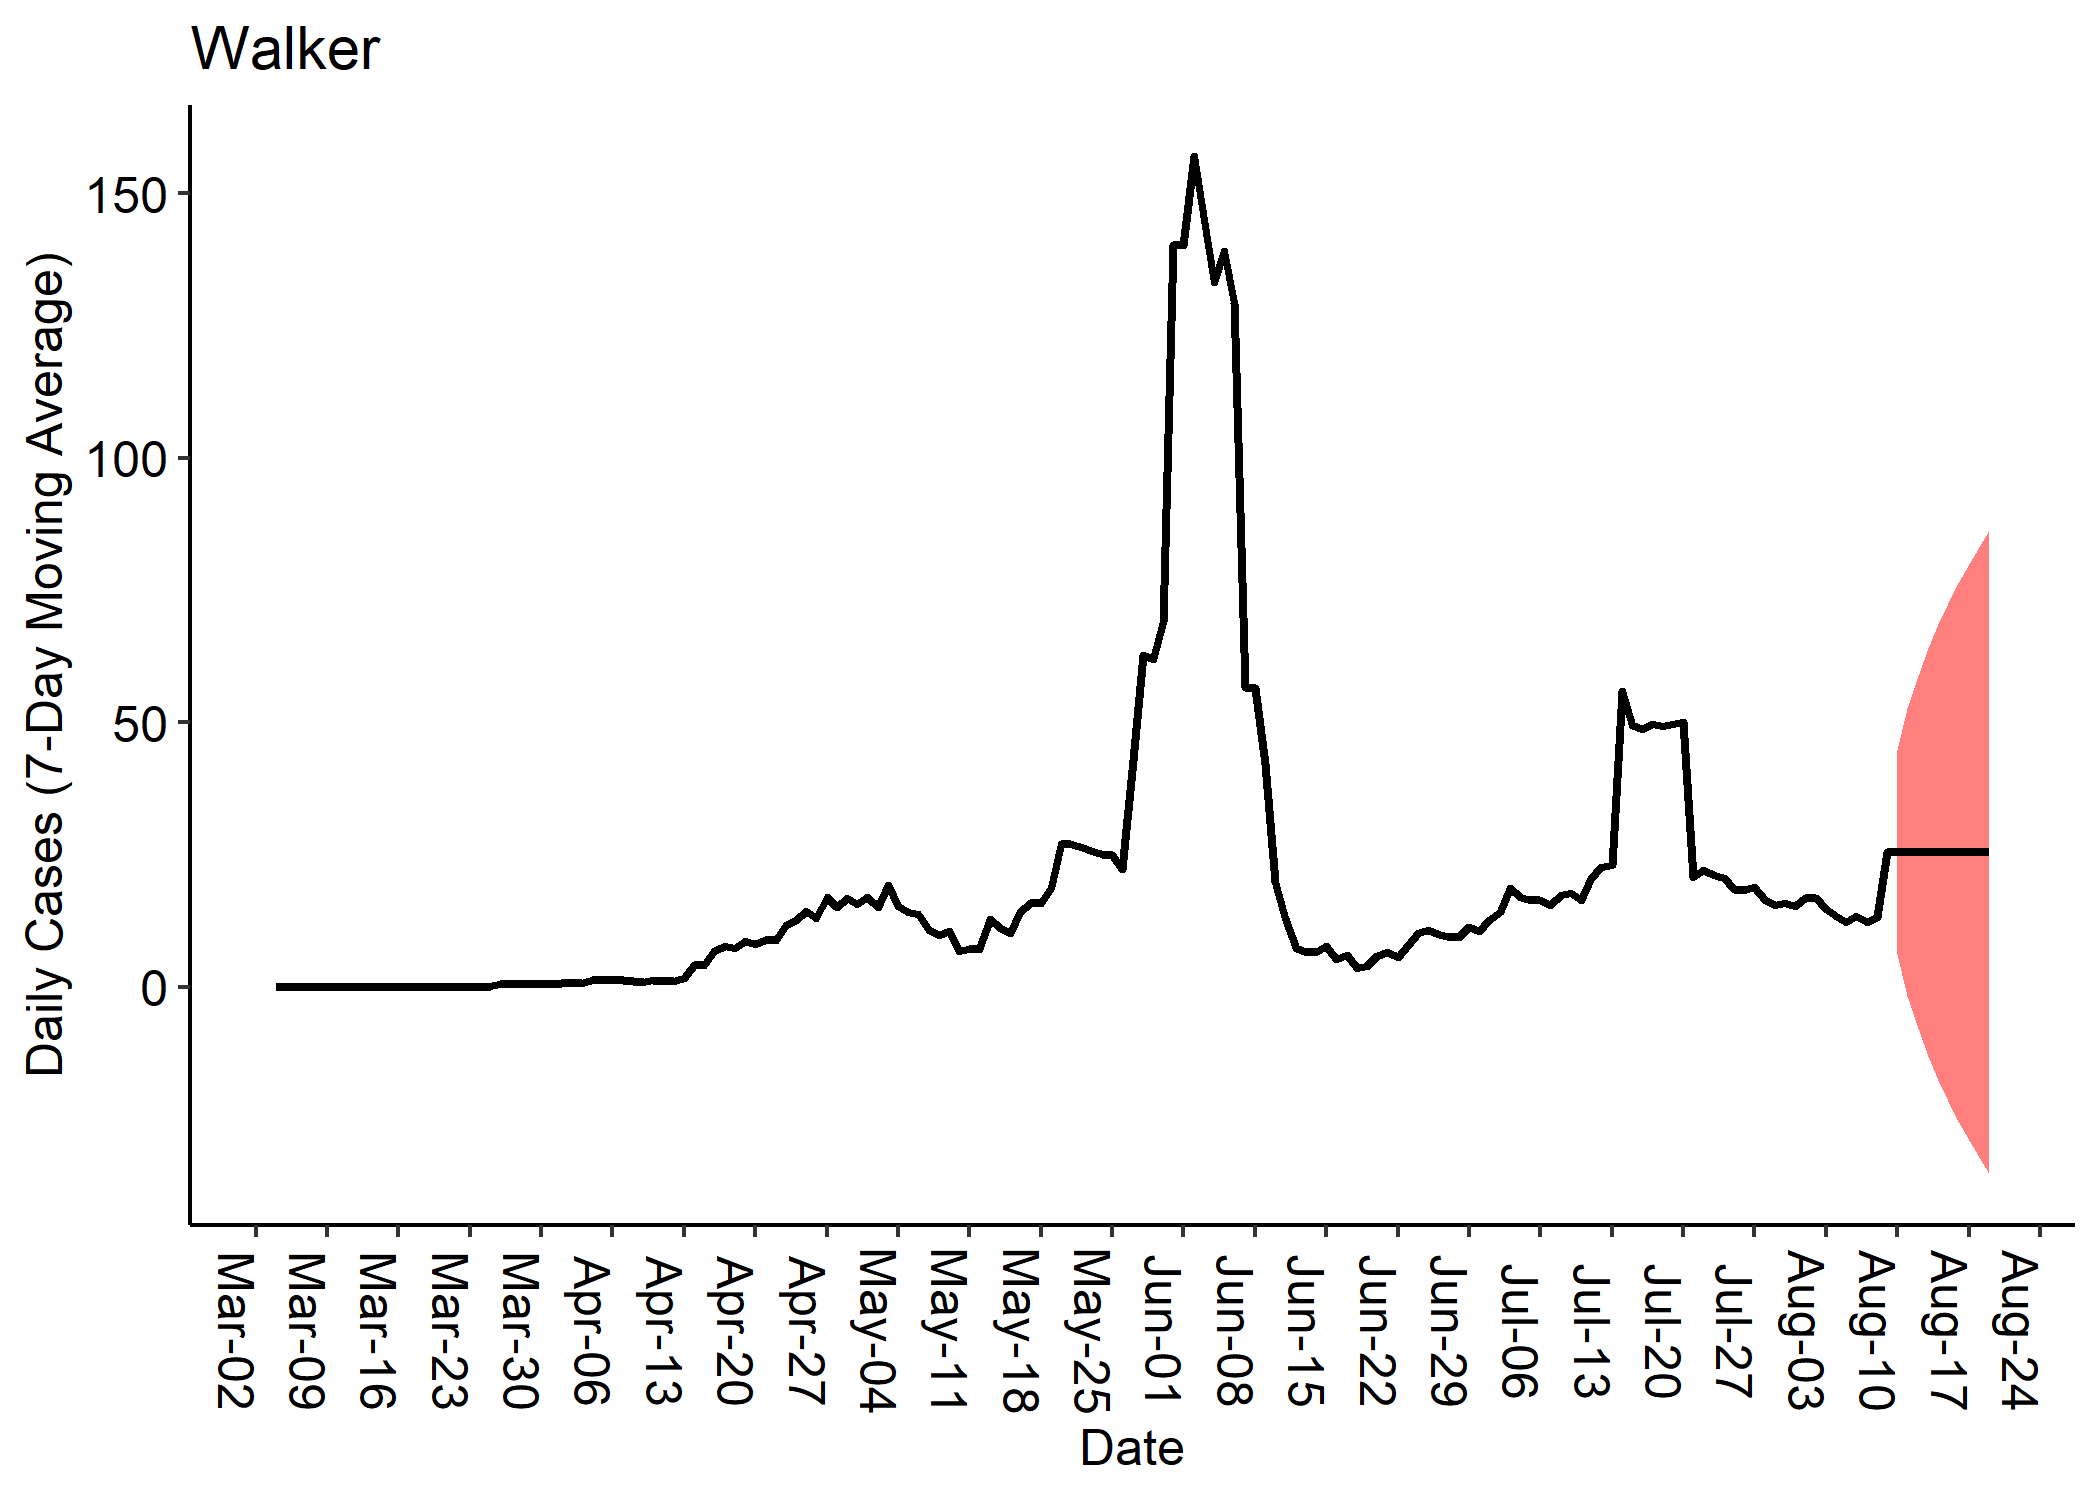 Walker
Daily Cases (7-Day Moving Average)
150
100
50
0
Mar-02
Mar-09
Mar-16
Mar-23
Mar-30
Apr-06
Apr-13
Apr-20
Apr-27
May-04
May-11
May-18
May-25
Jun-01
Jun-08
Jun-15
Jun-22
Jun-29
Jul-06
Jul-13
Jul-20
Jul-27
Aug-03
Aug-10
Aug-17
Aug-24
Date